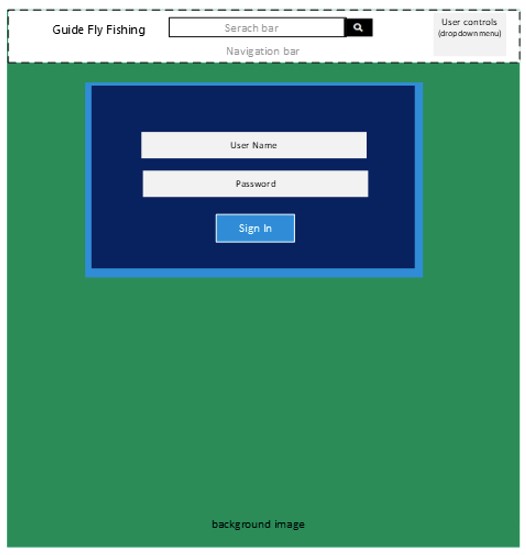 Guide Fly Fishing
Serach bar
User controls
(dropdown menu)
Navigation bar
User Name
Password
Sign In
background image